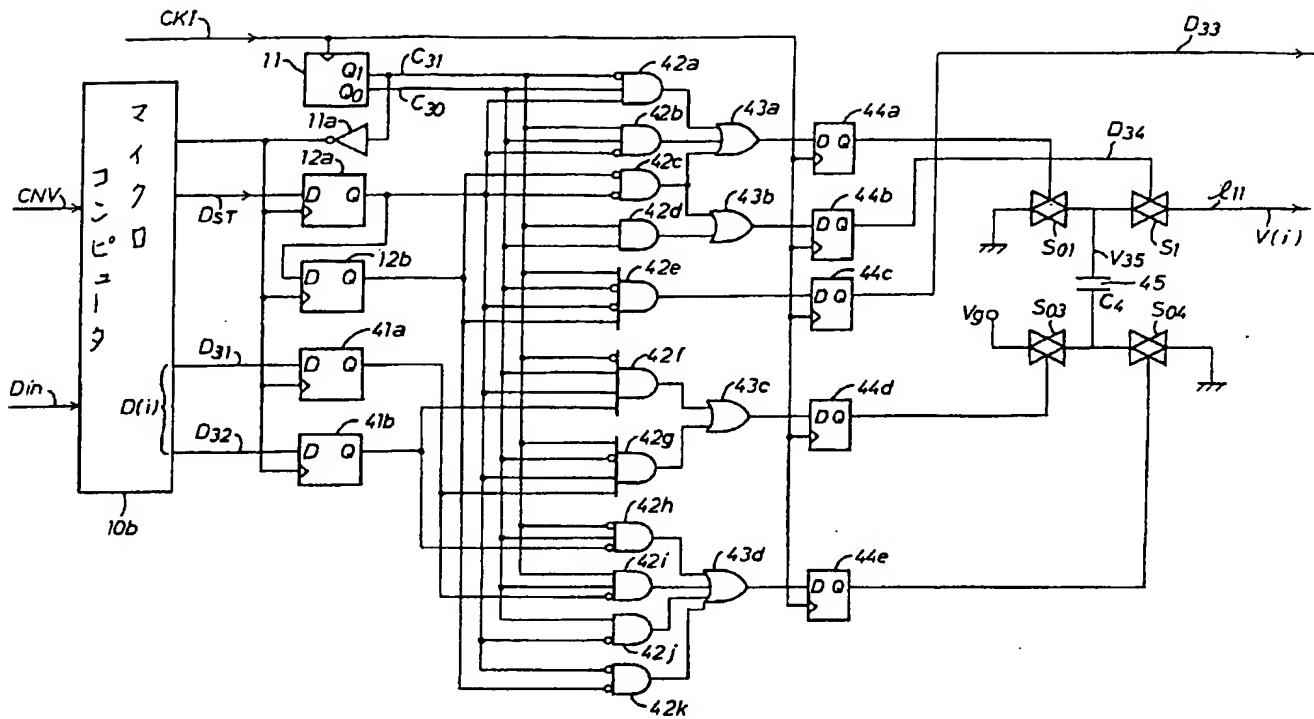 CKI
D33
11
Q1
Q0
C31
C30
42a
11a
42b
43a
44a
D Q
マイクロコンピュータ
12a
42c
D34
CNV
DST
D Q
42d
43b
44b
D Q
S01
S1
ℓ11
V(i)
12b
D Q
42e
44c
D Q
V35
45
C4
Vg
S03
S04
41a
D31
D Q
42f
Din
D(i)
43c
44d
D Q
D32
41b
D Q
42g
10b
42h
42i
43d
44e
D Q
42j
42k